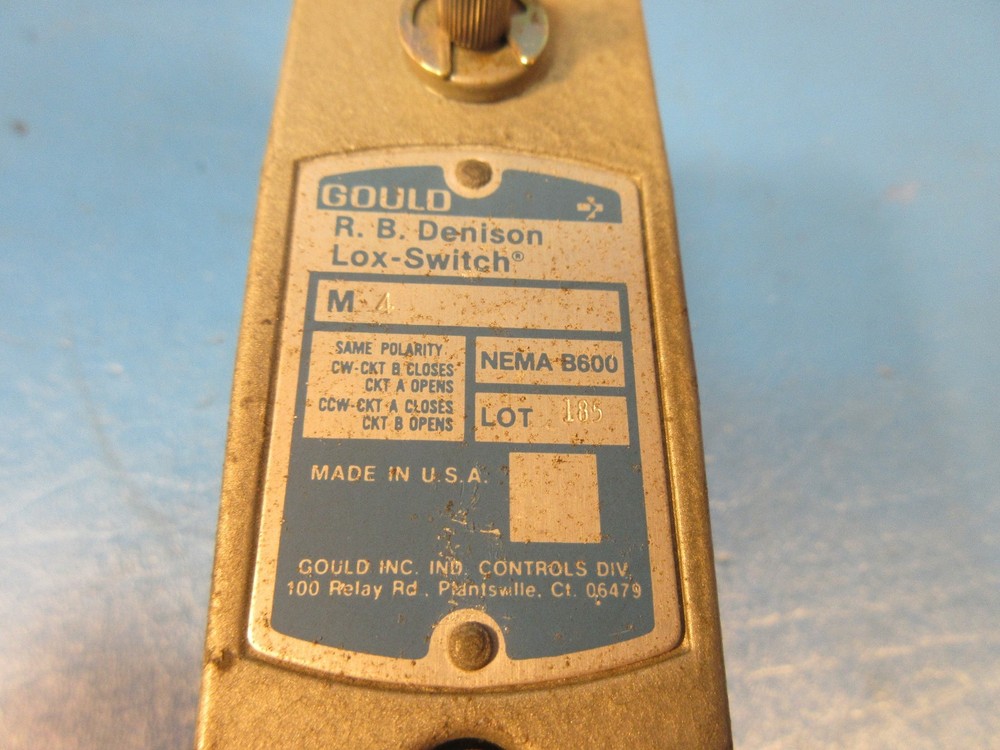 GOULD
R. B. Denison
Lox-Switch®
M 4
SAME POLARITY
CW-CKT B CLOSES
CKT A OPENS
CCW-CKT A CLOSES
CKT B OPENS
NEMA B600
LOT 185
MADE IN U.S.A.
GOULD INC. IND. CONTROLS DIV.
100 Relay Rd., Plantsville, Ct. 06479